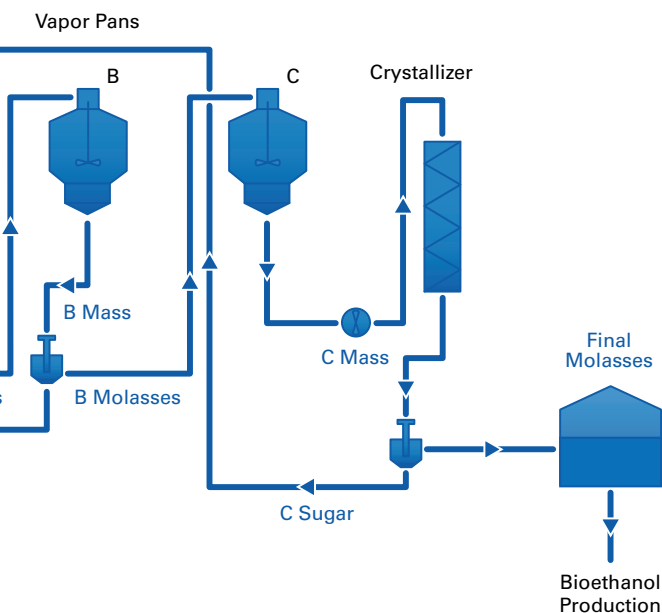 Vapor Pans
B
C
Crystallizer
B Mass
C Mass
Final
Molasses
s
B Molasses
C Sugar
Bioethanol
Production